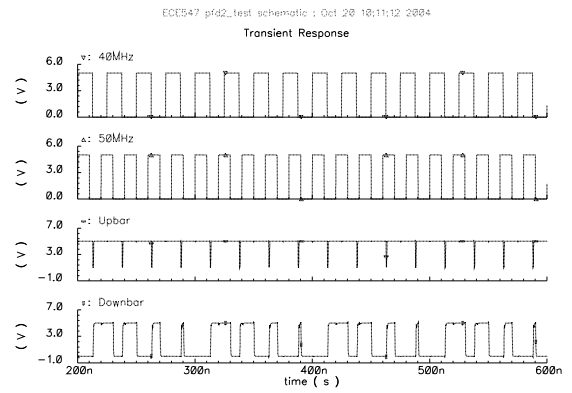 ECE547 pfd2_test schematic : Oct 20 10:11:12 2004
Transient Response
▽: 40MHz
6.0
3.0
0.0
(V)
△: 50MHz
6.0
3.0
0.0
(V)
Upbar
7.0
3.0
-1.0
(V)
Downbar
7.0
3.0
-1.0
(V)
200n 300n 400n 500n 600n
time ( s )